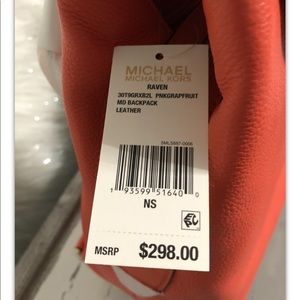 MICHAEL
MICHAEL KORS
RAVEN
30T9GRXB2L PNKGRAPFRUIT
MD BACKPACK
LEATHER
1 93599 51640 0
NS
MSRP $298.00